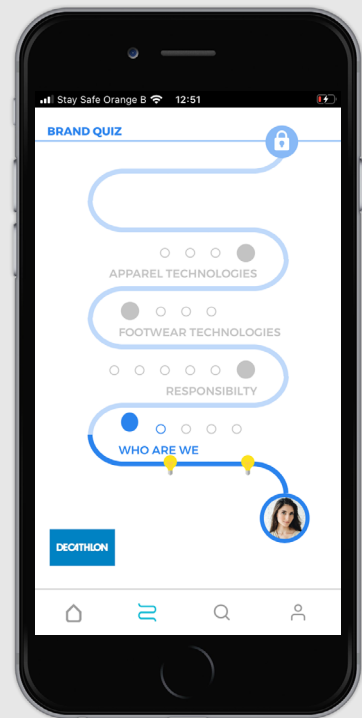 Stay Safe Orange B 12:51
BRAND QUIZ
APPAREL TECHNOLOGIES
FOOTWEAR TECHNOLOGIES
RESPONSIBILTY
WHO ARE WE
DECATHLON